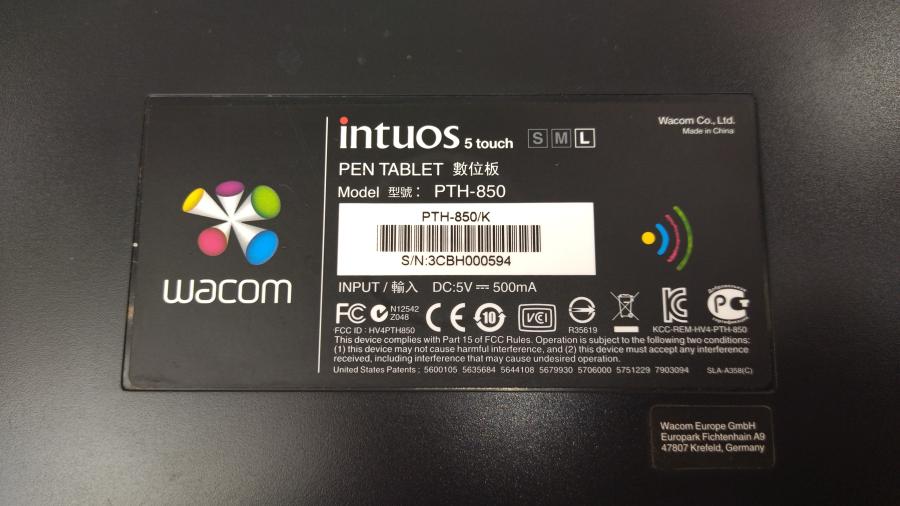 wacom
intuos 5 touch S M L
PEN TABLET 數位板
Model 型號： PTH-850
PTH-850/K
S/N:3CBH000594
INPUT / 輸入 DC:5V ⎓ 500mA
Wacom Co., Ltd.
Made in China
FC N12542
Z048
CE 10 VCI
FCC ID : HV4PTH850
R35619
KCC-REM-HV4-PTH-850
This device complies with Part 15 of FCC Rules. Operation is subject to the following two conditions:
(1) this device may not cause harmful interference, and (2) this device must accept any interference
received, including interference that may cause undesired operation.
United States Patents : 5600105 5635684 5644108 5679930 5706000 5751229 7903094 SLA-A358(C)
Wacom Europe GmbH
Europark Fichtenhain A9
47807 Krefeld, Germany